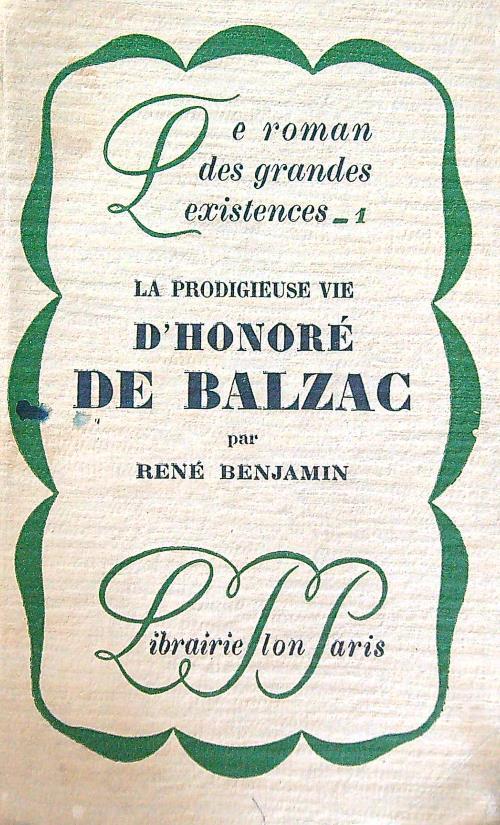 Le roman
des grandes
existences - 1
LA PRODIGIEUSE VIE
D'HONORÉ
DE BALZAC
par
RENÉ BENJAMIN
Librairie Plon Paris